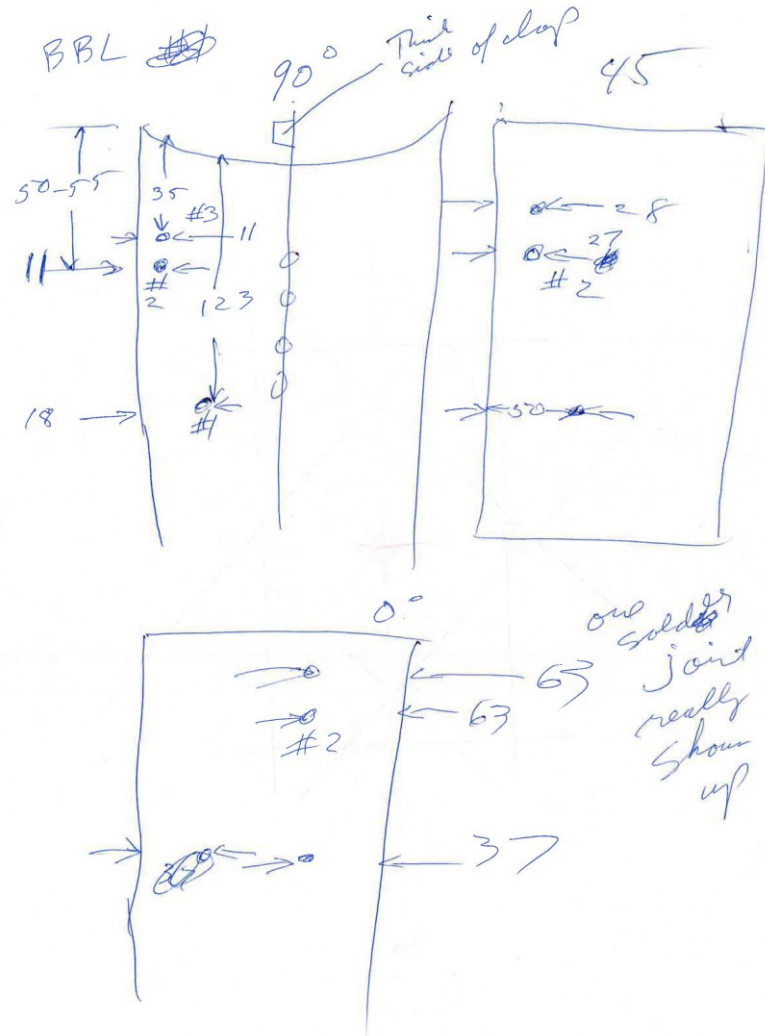 BBL
90°
Think
side of clap
45
50-55
35
#3
11
28
11
#
2
123
27
#2
18
#1
50
0°
63
63
#2
37
one
solder
joint
really
shows
up